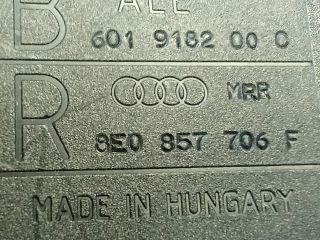 B ALL
601 9182 00 C
R MRR
8E0 857 706 F
MADE IN HUNGARY